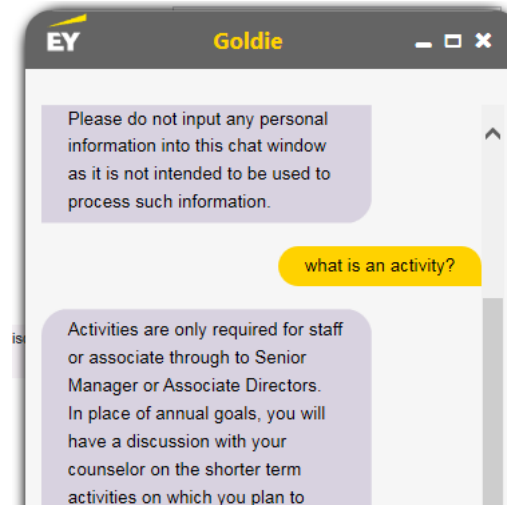 EY
Goldie
Please do not input any personal
information into this chat window
as it is not intended to be used to
process such information.
what is an activity?
Activities are only required for staff
or associate through to Senior
Manager or Associate Directors.
In place of annual goals, you will
have a discussion with your
counselor on the shorter term
activities on which you plan to